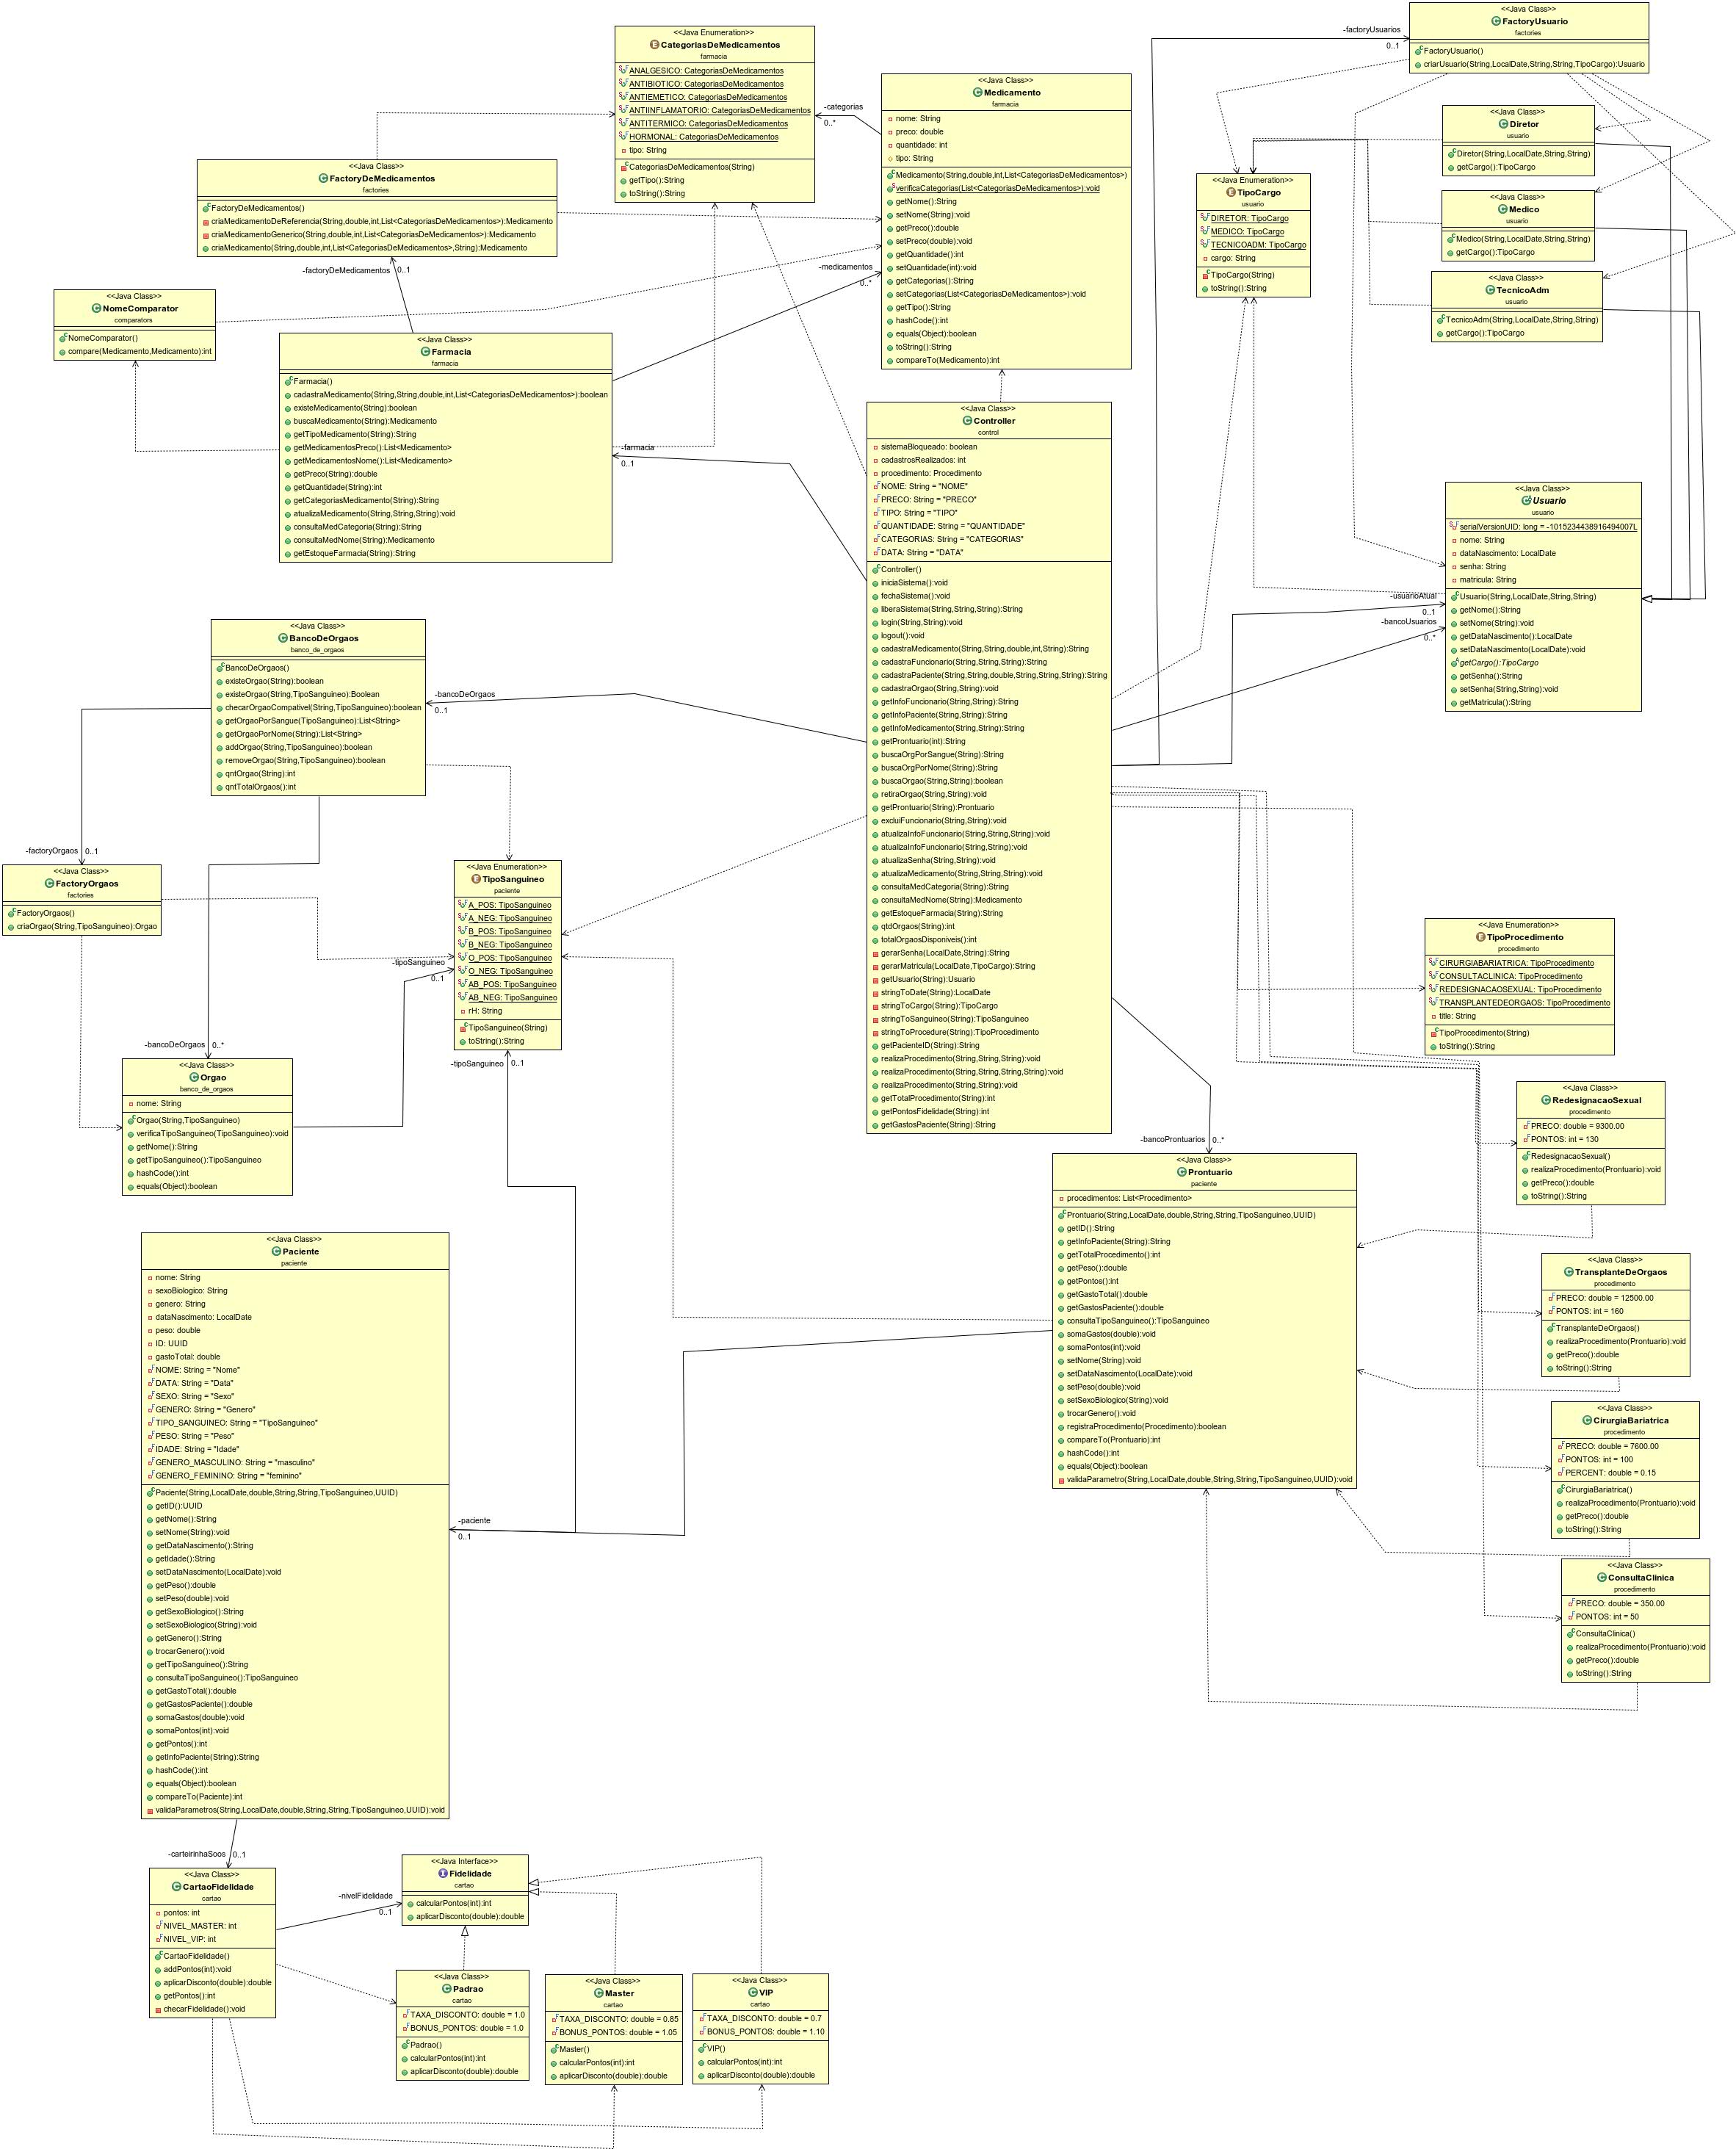 <<Java Class>>
FactoryUsuario
factories
FactoryUsuario()
criarUsuario(String,LocalDate,String,String,TipoCargo):Usuario
-factoryUsuarios
0..1
<<Java Enumeration>>
CategoriasDeMedicamentos
farmacia
ANALGESICO: CategoriasDeMedicamentos
ANTIBIOTICO: CategoriasDeMedicamentos
ANTIEMETICO: CategoriasDeMedicamentos
ANTIINFLAMATORIO: CategoriasDeMedicamentos
ANTITERMICO: CategoriasDeMedicamentos
HORMONAL: CategoriasDeMedicamentos
tipo: String
CategoriasDeMedicamentos(String)
getTipo():String
toString():String
-categorias
0..*
<<Java Class>>
Medicamento
farmacia
nome: String
preco: double
quantidade: int
tipo: String
Medicamento(String,double,int,List<CategoriasDeMedicamentos>)
verificaCategorias(List<CategoriasDeMedicamentos>):void
getNome():String
setNome(String):void
getPreco():double
setPreco(double):void
getQuantidade():int
setQuantidade(int):void
getCategorias():String
setCategorias(List<CategoriasDeMedicamentos>):void
getTipo():String
hashCode():int
equals(Object):boolean
toString():String
compareTo(Medicamento):int
<<Java Class>>
Diretor
usuario
Diretor(String,LocalDate,String,String)
getCargo():TipoCargo
<<Java Class>>
FactoryDeMedicamentos
factories
FactoryDeMedicamentos()
criaMedicamentoDeReferencia(String,double,int,List<CategoriasDeMedicamentos>):Medicamento
criaMedicamentoGenerico(String,double,int,List<CategoriasDeMedicamentos>):Medicamento
criaMedicamento(String,double,int,List<CategoriasDeMedicamentos>,String):Medicamento
-factoryDeMedicamentos
0..1
-medicamentos
0..*
<<Java Enumeration>>
TipoCargo
usuario
DIRETOR: TipoCargo
MEDICO: TipoCargo
TECNICOADM: TipoCargo
cargo: String
TipoCargo(String)
toString():String
<<Java Class>>
Medico
usuario
Medico(String,LocalDate,String,String)
getCargo():TipoCargo
<<Java Class>>
TecnicoAdm
usuario
TecnicoAdm(String,LocalDate,String,String)
getCargo():TipoCargo
<<Java Class>>
NomeComparator
comparators
NomeComparator()
compare(Medicamento,Medicamento):int
<<Java Class>>
Farmacia
farmacia
Farmacia()
cadastraMedicamento(String,String,double,int,List<CategoriasDeMedicamentos>):boolean
existeMedicamento(String):boolean
buscaMedicamento(String):Medicamento
getTipoMedicamento(String):String
getMedicamentosPreco():List<Medicamento>
getMedicamentosNome():List<Medicamento>
getPreco(String):double
getQuantidade(String):int
getCategoriasMedicamento(String):String
atualizaMedicamento(String,String,String):void
consultaMedCategoria(String):String
consultaMedNome(String):Medicamento
getEstoqueFarmacia(String):String
-farmacia
0..1
<<Java Class>>
Controller
control
sistemaBloqueado: boolean
cadastrosRealizados: int
procedimento: Procedimento
NOME: String = "NOME"
PRECO: String = "PRECO"
TIPO: String = "TIPO"
QUANTIDADE: String = "QUANTIDADE"
CATEGORIAS: String = "CATEGORIAS"
DATA: String = "DATA"
Controller()
iniciaSistema():void
fechaSistema():void
liberaSistema(String,String,String):String
login(String,String):void
logout():void
cadastraMedicamento(String,String,double,int,String):String
cadastraFuncionario(String,String,String):String
cadastraPaciente(String,String,double,String,String,String):String
cadastraOrgao(String,String):void
getInfoFuncionario(String,String):String
getInfoPaciente(String,String):String
getInfoMedicamento(String,String):String
getProntuario(int):String
buscaOrgPorSangue(String):String
buscaOrgPorNome(String):String
buscaOrgao(String,String):boolean
retiraOrgao(String,String):void
getProntuario(String):Prontuario
excluiFuncionario(String,String):void
atualizaInfoFuncionario(String,String,String):void
atualizaInfoFuncionario(String,String):void
atualizaSenha(String,String):void
atualizaMedicamento(String,String,String):void
consultaMedCategoria(String):String
consultaMedNome(String):Medicamento
getEstoqueFarmacia(String):String
qtdOrgaos(String):int
totalOrgaosDisponiveis():int
gerarSenha(LocalDate,String):String
gerarMatricula(LocalDate,TipoCargo):String
getUsuario(String):Usuario
stringToDate(String):LocalDate
stringToCargo(String):TipoCargo
stringToSanguineo(String):TipoSanguineo
stringToProcedure(String):TipoProcedimento
getPacienteID(String):String
realizaProcedimento(String,String,String):void
realizaProcedimento(String,String,String,String):void
realizaProcedimento(String,String):void
getTotalProcedimento(String):int
getPontosFidelidade(String):int
getGastosPaciente(String):String
<<Java Class>>
Usuario
usuario
serialVersionUID: long = -1015234438916494007L
nome: String
dataNascimento: LocalDate
senha: String
matricula: String
Usuario(String,LocalDate,String,String)
getNome():String
setNome(String):void
getDataNascimento():LocalDate
setDataNascimento(LocalDate):void
getCargo():TipoCargo
getSenha():String
setSenha(String,String):void
getMatricula():String
-usuarioAtual
0..1
-bancoUsuarios
0..*
<<Java Class>>
BancoDeOrgaos
banco_de_orgaos
BancoDeOrgaos()
existeOrgao(String):boolean
existeOrgao(String,TipoSanguineo):Boolean
checarOrgaoCompativel(String,TipoSanguineo):boolean
getOrgaoPorSangue(TipoSanguineo):List<String>
getOrgaoPorNome(String):List<String>
addOrgao(String,TipoSanguineo):boolean
removeOrgao(String,TipoSanguineo):boolean
qntOrgao(String):int
qntTotalOrgaos():int
-bancoDeOrgaos
0..1
-factoryOrgaos
0..1
<<Java Class>>
FactoryOrgaos
factories
FactoryOrgaos()
criaOrgao(String,TipoSanguineo):Orgao
<<Java Enumeration>>
TipoSanguineo
paciente
A_POS: TipoSanguineo
A_NEG: TipoSanguineo
B_POS: TipoSanguineo
B_NEG: TipoSanguineo
O_POS: TipoSanguineo
O_NEG: TipoSanguineo
AB_POS: TipoSanguineo
AB_NEG: TipoSanguineo
rH: String
TipoSanguineo(String)
toString():String
-tipoSanguineo
0..1
-tipoSanguineo
0..1
-bancoDeOrgaos
0..*
<<Java Class>>
Orgao
banco_de_orgaos
nome: String
Orgao(String,TipoSanguineo)
verificaTipoSanguineo(TipoSanguineo):void
getNome():String
getTipoSanguineo():TipoSanguineo
hashCode():int
equals(Object):boolean
<<Java Enumeration>>
TipoProcedimento
procedimento
CIRURGIABARIATRICA: TipoProcedimento
CONSULTACLINICA: TipoProcedimento
REDESIGNACAOSEXUAL: TipoProcedimento
TRANSPLANTEDEORGAOS: TipoProcedimento
title: String
TipoProcedimento(String)
toString():String
<<Java Class>>
RedesignacaoSexual
procedimento
PRECO: double = 9300.00
PONTOS: int = 130
RedesignacaoSexual()
realizaProcedimento(Prontuario):void
getPreco():double
toString():String
-bancoProntuarios
0..*
<<Java Class>>
Prontuario
paciente
procedimentos: List<Procedimento>
Prontuario(String,LocalDate,double,String,String,TipoSanguineo,UUID)
getID():String
getInfoPaciente(String):String
getTotalProcedimento():int
getPeso():double
getPontos():int
getGastoTotal():double
getGastosPaciente():double
consultaTipoSanguineo():TipoSanguineo
somaGastos(double):void
somaPontos(int):void
setNome(String):void
setDataNascimento(LocalDate):void
setPeso(double):void
setSexoBiologico(String):void
trocarGenero():void
registraProcedimento(Procedimento):boolean
compareTo(Prontuario):int
hashCode():int
equals(Object):boolean
validaParametro(String,LocalDate,double,String,String,TipoSanguineo,UUID):void
<<Java Class>>
TransplanteDeOrgaos
procedimento
PRECO: double = 12500.00
PONTOS: int = 160
TransplanteDeOrgaos()
realizaProcedimento(Prontuario):void
getPreco():double
toString():String
<<Java Class>>
CirurgiaBariatrica
procedimento
PRECO: double = 7600.00
PONTOS: int = 100
PERCENT: double = 0.15
CirurgiaBariatrica()
realizaProcedimento(Prontuario):void
getPreco():double
toString():String
<<Java Class>>
ConsultaClinica
procedimento
PRECO: double = 350.00
PONTOS: int = 50
ConsultaClinica()
realizaProcedimento(Prontuario):void
getPreco():double
toString():String
<<Java Class>>
Paciente
paciente
nome: String
sexoBiologico: String
genero: String
dataNascimento: LocalDate
peso: double
ID: UUID
gastoTotal: double
NOME: String = "Nome"
DATA: String = "Data"
SEXO: String = "Sexo"
GENERO: String = "Genero"
TIPO_SANGUINEO: String = "TipoSanguineo"
PESO: String = "Peso"
IDADE: String = "Idade"
GENERO_MASCULINO: String = "masculino"
GENERO_FEMININO: String = "feminino"
Paciente(String,LocalDate,double,String,String,TipoSanguineo,UUID)
getID():UUID
getNome():String
setNome(String):void
getDataNascimento():String
getIdade():String
setDataNascimento(LocalDate):void
getPeso():double
setPeso(double):void
getSexoBiologico():String
setSexoBiologico(String):void
getGenero():String
trocarGenero():void
getTipoSanguineo():String
consultaTipoSanguineo():TipoSanguineo
getGastoTotal():double
getGastosPaciente():double
somaGastos(double):void
somaPontos(int):void
getPontos():int
getInfoPaciente(String):String
hashCode():int
equals(Object):boolean
compareTo(Paciente):int
validaParametros(String,LocalDate,double,String,String,TipoSanguineo,UUID):void
-paciente
0..1
-carteirinhaSoos
0..1
<<Java Class>>
CartaoFidelidade
cartao
pontos: int
NIVEL_MASTER: int
NIVEL_VIP: int
CartaoFidelidade()
addPontos(int):void
aplicarDisconto(double):double
getPontos():int
checarFidelidade():void
-nivelFidelidade
0..1
<<Java Interface>>
Fidelidade
cartao
calcularPontos(int):int
aplicarDisconto(double):double
<<Java Class>>
Padrao
cartao
TAXA_DISCONTO: double = 1.0
BONUS_PONTOS: double = 1.0
Padrao()
calcularPontos(int):int
aplicarDisconto(double):double
<<Java Class>>
Master
cartao
TAXA_DISCONTO: double = 0.85
BONUS_PONTOS: double = 1.05
Master()
calcularPontos(int):int
aplicarDisconto(double):double
<<Java Class>>
VIP
cartao
TAXA_DISCONTO: double = 0.7
BONUS_PONTOS: double = 1.10
VIP()
calcularPontos(int):int
aplicarDisconto(double):double